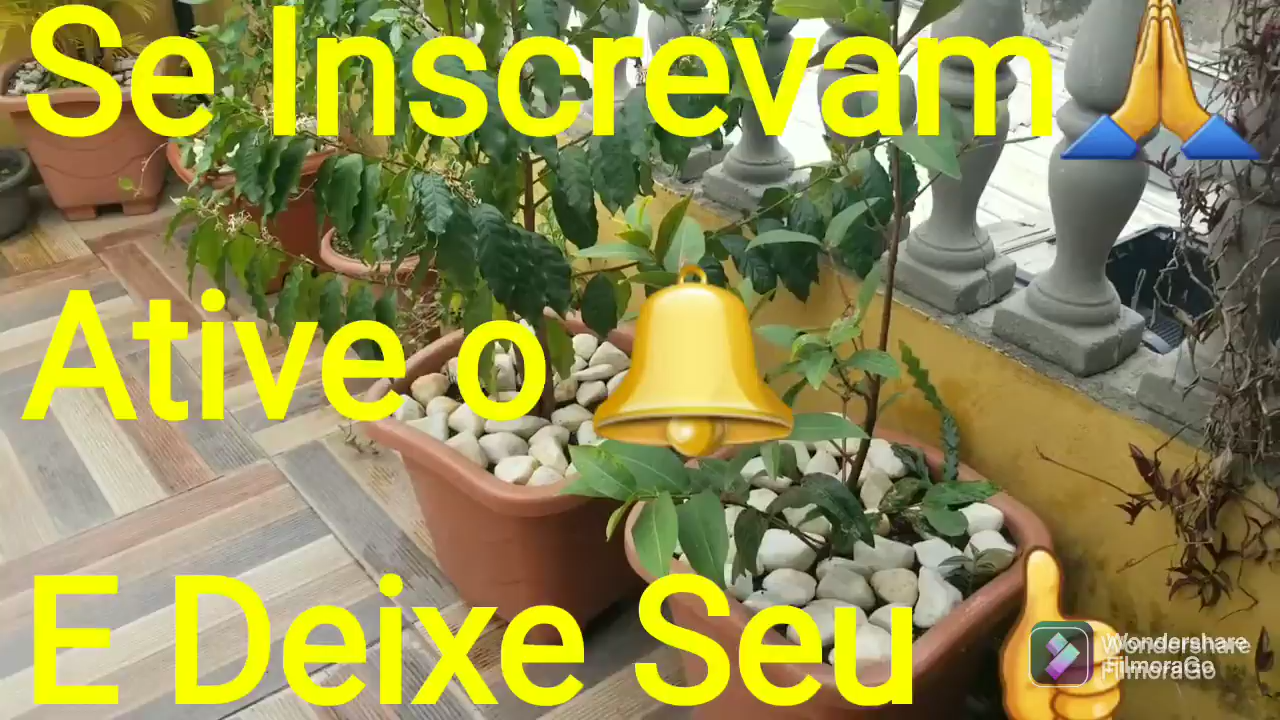 Se Inscrevam 🙏
Ative o 🔔
E Deixe Seu 👍
Wondershare
FilmoraGo